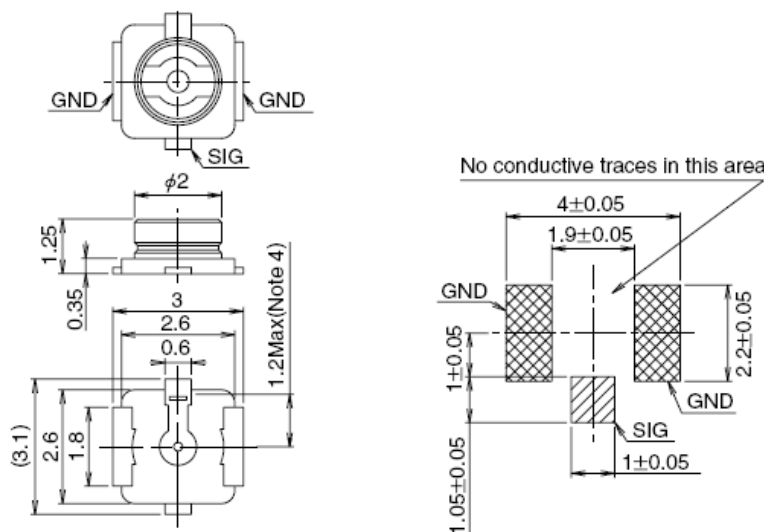 GND
GND
SIG
ϕ2
1.25
0.35
3
2.6
0.6
1.2Max(Note 4)
(3.1)
2.6
1.8
No conductive traces in this area
4±0.05
1.9±0.05
GND
2.2±0.05
1±0.05
GND
SIG
1.05±0.05
1±0.05